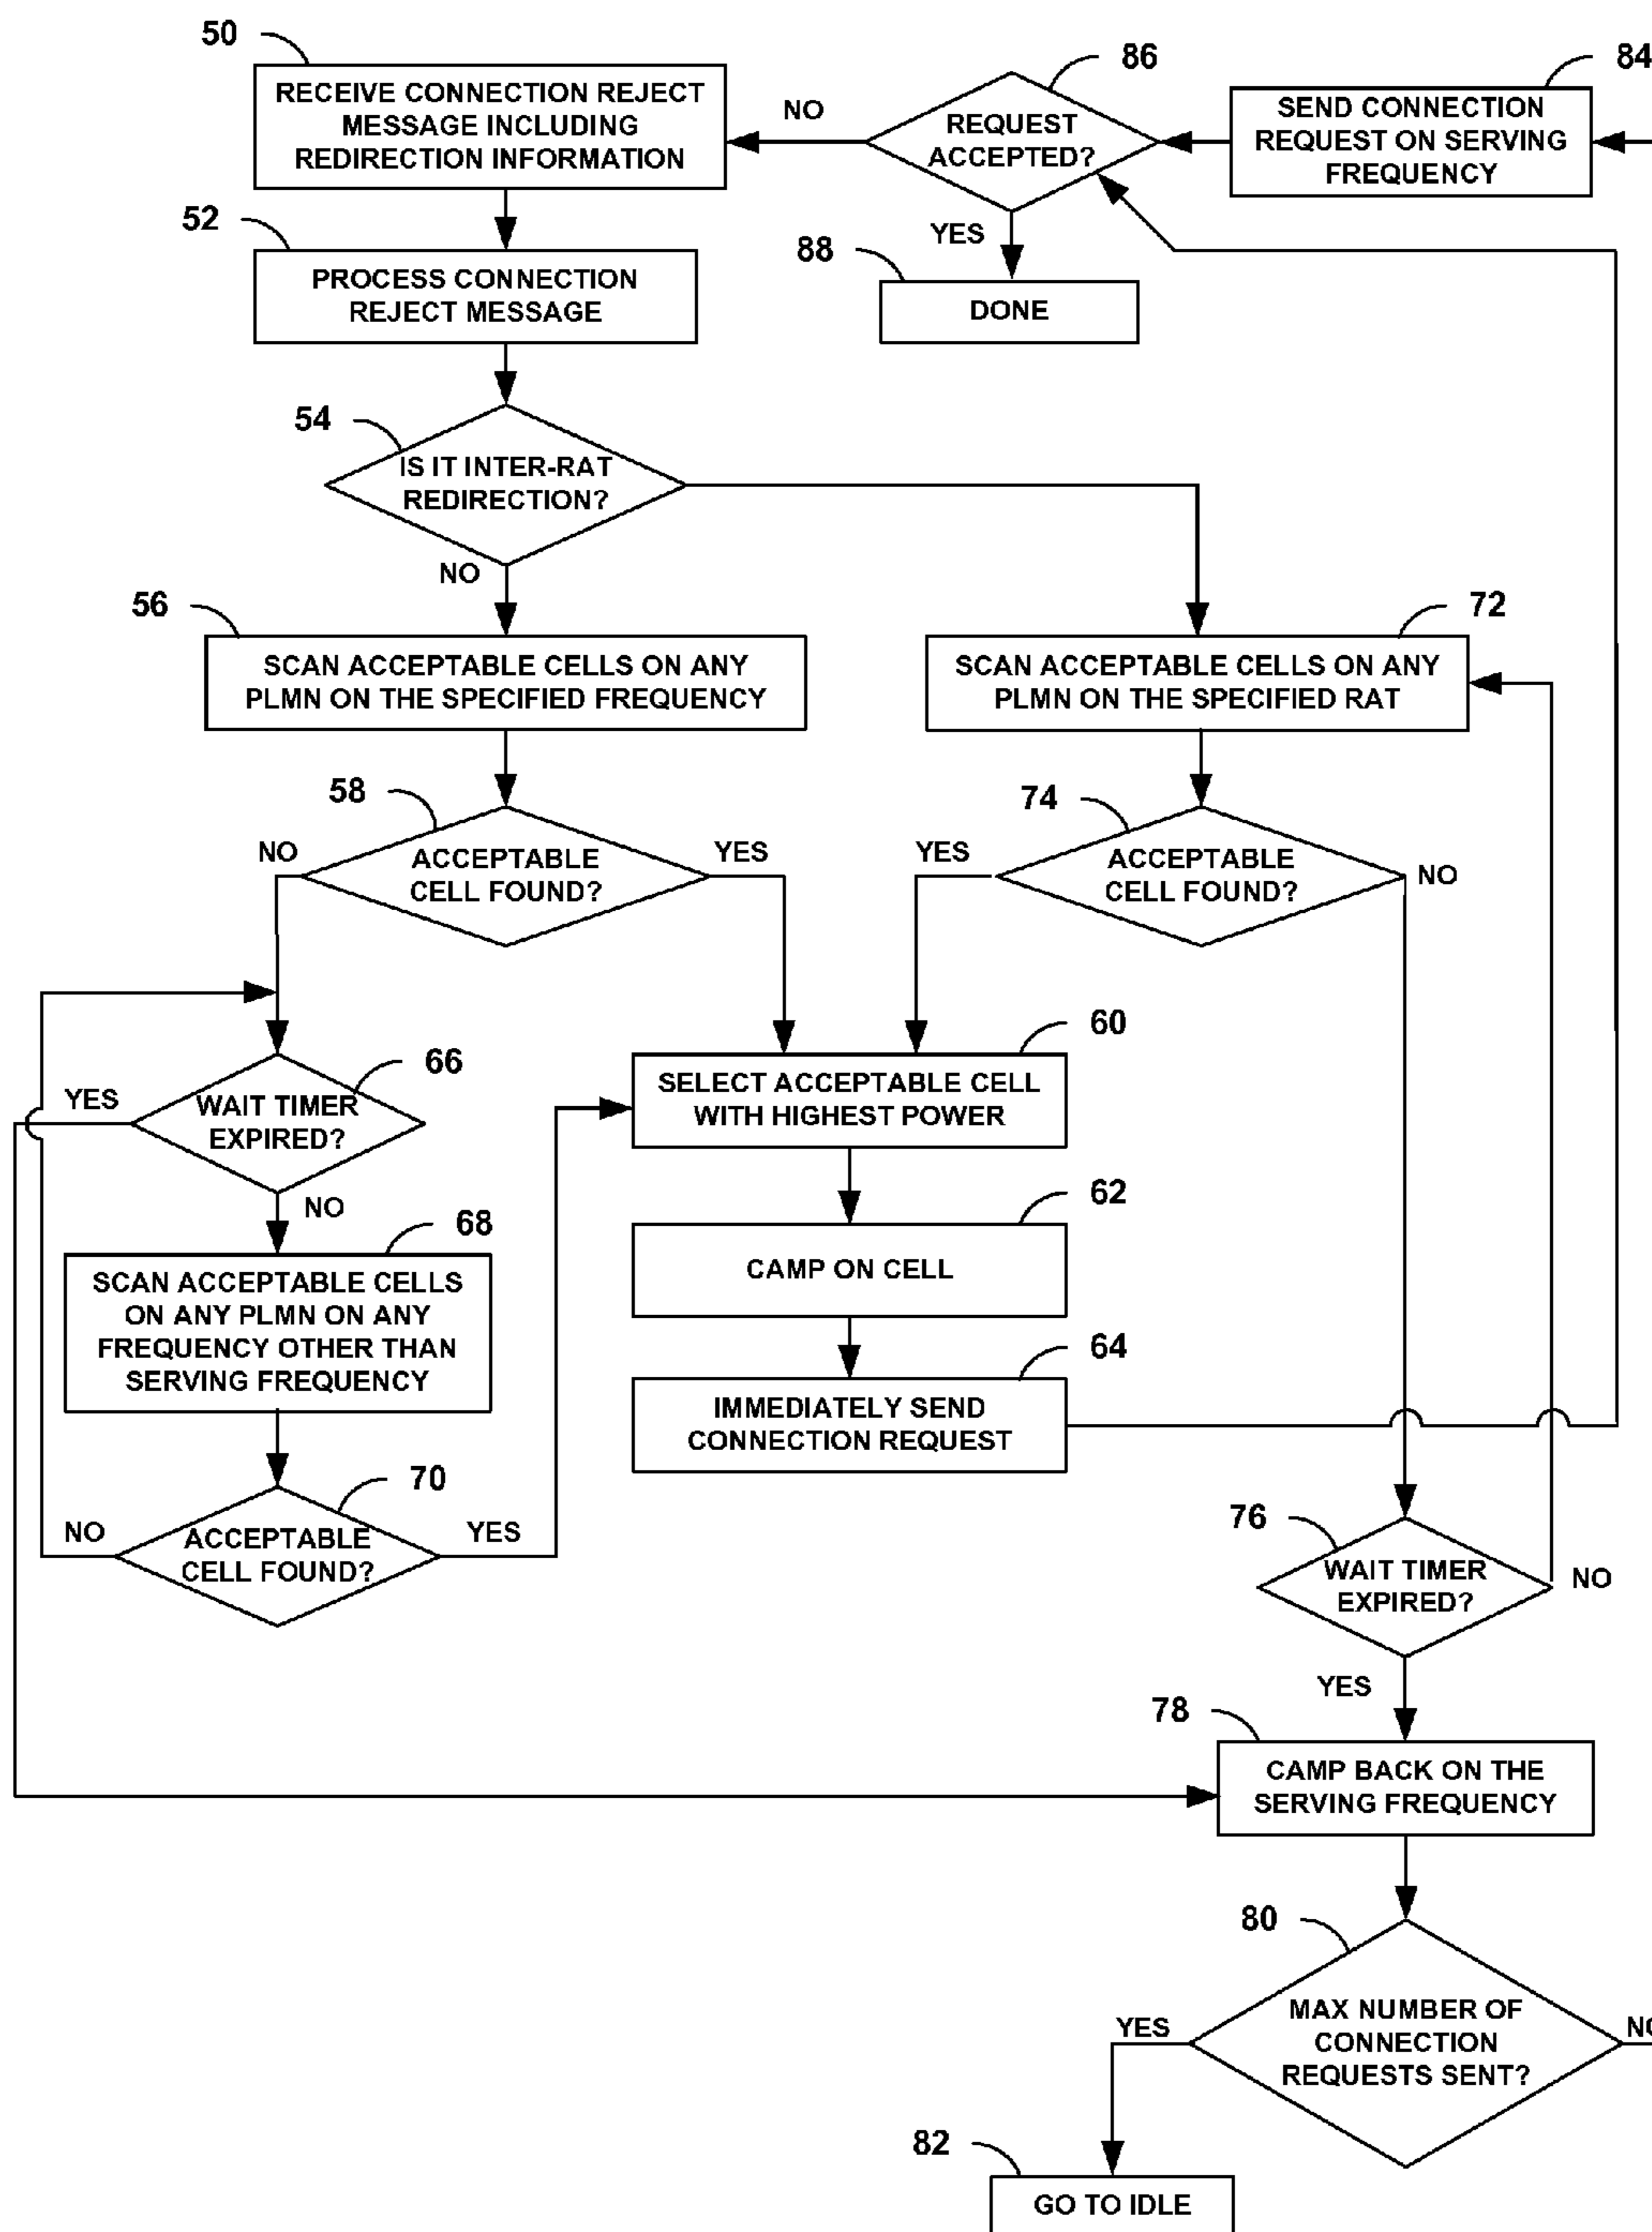 50
RECEIVE CONNECTION REJECT
MESSAGE INCLUDING
REDIRECTION INFORMATION
NO
86
REQUEST
ACCEPTED?
84
SEND CONNECTION
REQUEST ON SERVING
FREQUENCY
YES
88
DONE
52
PROCESS CONNECTION
REJECT MESSAGE
54
IS IT INTER-RAT
REDIRECTION?
NO
56
SCAN ACCEPTABLE CELLS ON ANY
PLMN ON THE SPECIFIED FREQUENCY
72
SCAN ACCEPTABLE CELLS ON ANY
PLMN ON THE SPECIFIED RAT
58
NO
ACCEPTABLE
CELL FOUND?
YES
74
YES
ACCEPTABLE
CELL FOUND?
NO
66
YES
WAIT TIMER
EXPIRED?
NO
60
SELECT ACCEPTABLE CELL
WITH HIGHEST POWER
62
CAMP ON CELL
64
IMMEDIATELY SEND
CONNECTION REQUEST
68
SCAN ACCEPTABLE CELLS
ON ANY PLMN ON ANY
FREQUENCY OTHER THAN
SERVING FREQUENCY
70
NO
ACCEPTABLE
CELL FOUND?
YES
76
WAIT TIMER
EXPIRED?
NO
YES
78
CAMP BACK ON THE
SERVING FREQUENCY
80
YES
MAX NUMBER OF
CONNECTION
REQUESTS SENT?
NO
82
GO TO IDLE